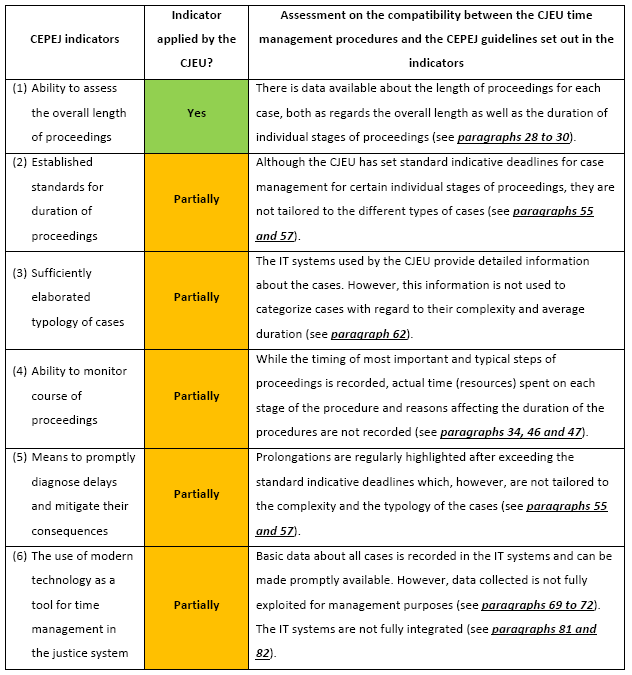 CEPEJ indicators
Indicator
applied by the
CJEU?
Assessment on the compatibility between the CJEU time
management procedures and the CEPEJ guidelines set out in the
indicators
(1) Ability to assess
the overall length
of proceedings
Yes
There is data available about the length of proceedings for each
case, both as regards the overall length as well as the duration of
individual stages of proceedings (see paragraphs 28 to 30).
(2) Established
standards for
duration of
proceedings
Partially
Although the CJEU has set standard indicative deadlines for case
management for certain individual stages of proceedings, they are
not tailored to the different types of cases (see paragraphs 55
and 57).
(3) Sufficiently
elaborated
typology of cases
Partially
The IT systems used by the CJEU provide detailed information
about the cases. However, this information is not used to
categorize cases with regard to their complexity and average
duration (see paragraph 62).
(4) Ability to monitor
course of
proceedings
Partially
While the timing of most important and typical steps of
proceedings is recorded, actual time (resources) spent on each
stage of the procedure and reasons affecting the duration of the
procedures are not recorded (see paragraphs 34, 46 and 47).
(5) Means to promptly
diagnose delays
and mitigate their
consequences
Partially
Prolongations are regularly highlighted after exceeding the
standard indicative deadlines which, however, are not tailored to
the complexity and the typology of the cases (see paragraphs 55
and 57).
(6) The use of modern
technology as a
tool for time
management in
the justice system
Partially
Basic data about all cases is recorded in the IT systems and can be
made promptly available. However, data collected is not fully
exploited for management purposes (see paragraphs 69 to 72).
The IT systems are not fully integrated (see paragraphs 81 and
82).